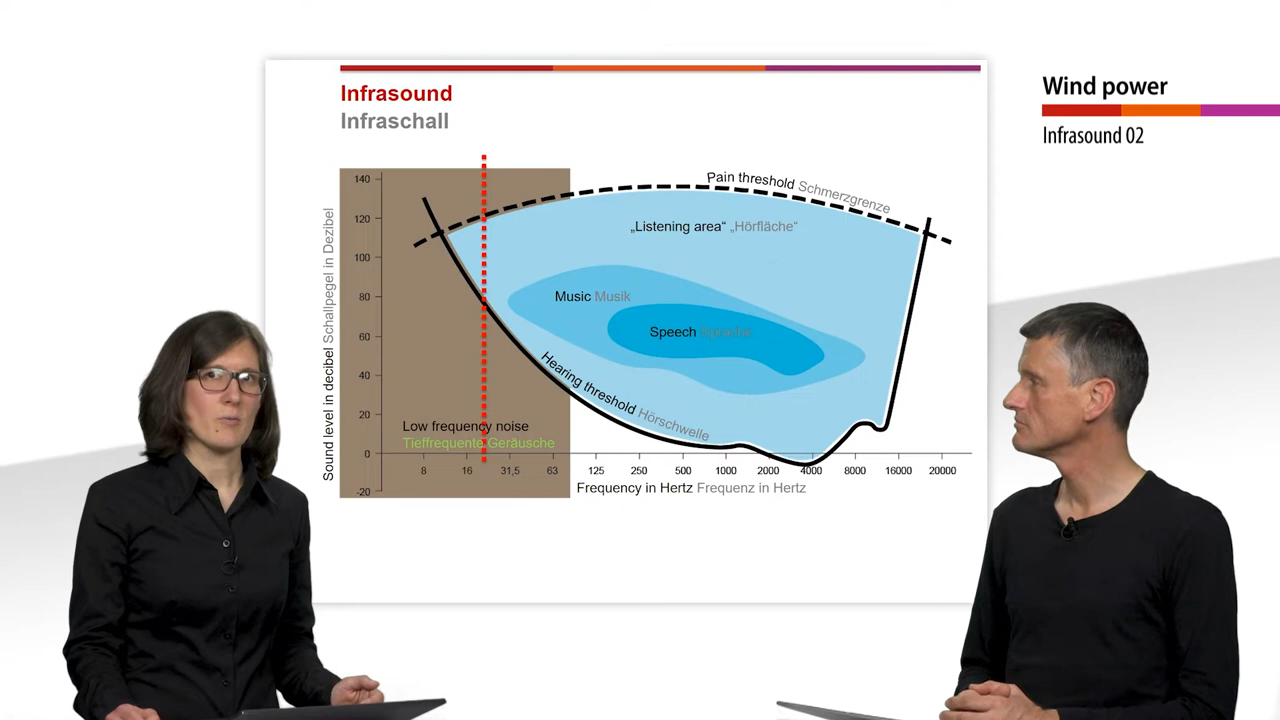 Wind power
Infrasound 02
Infrasound
Infraschall
Sound level in decibel Schallpegel in Dezibel
140
120
100
80
60
40
20
0
-20
Pain threshold Schmerzgrenze
„Listening area“ „Hörfläche“
Music Musik
Speech Sprache
Hearing threshold Hörschwelle
Low frequency noise
Tieffrequente Geräusche
8 16 31,5 63 125 250 500 1000 2000 4000 8000 16000 20000
Frequency in Hertz Frequenz in Hertz